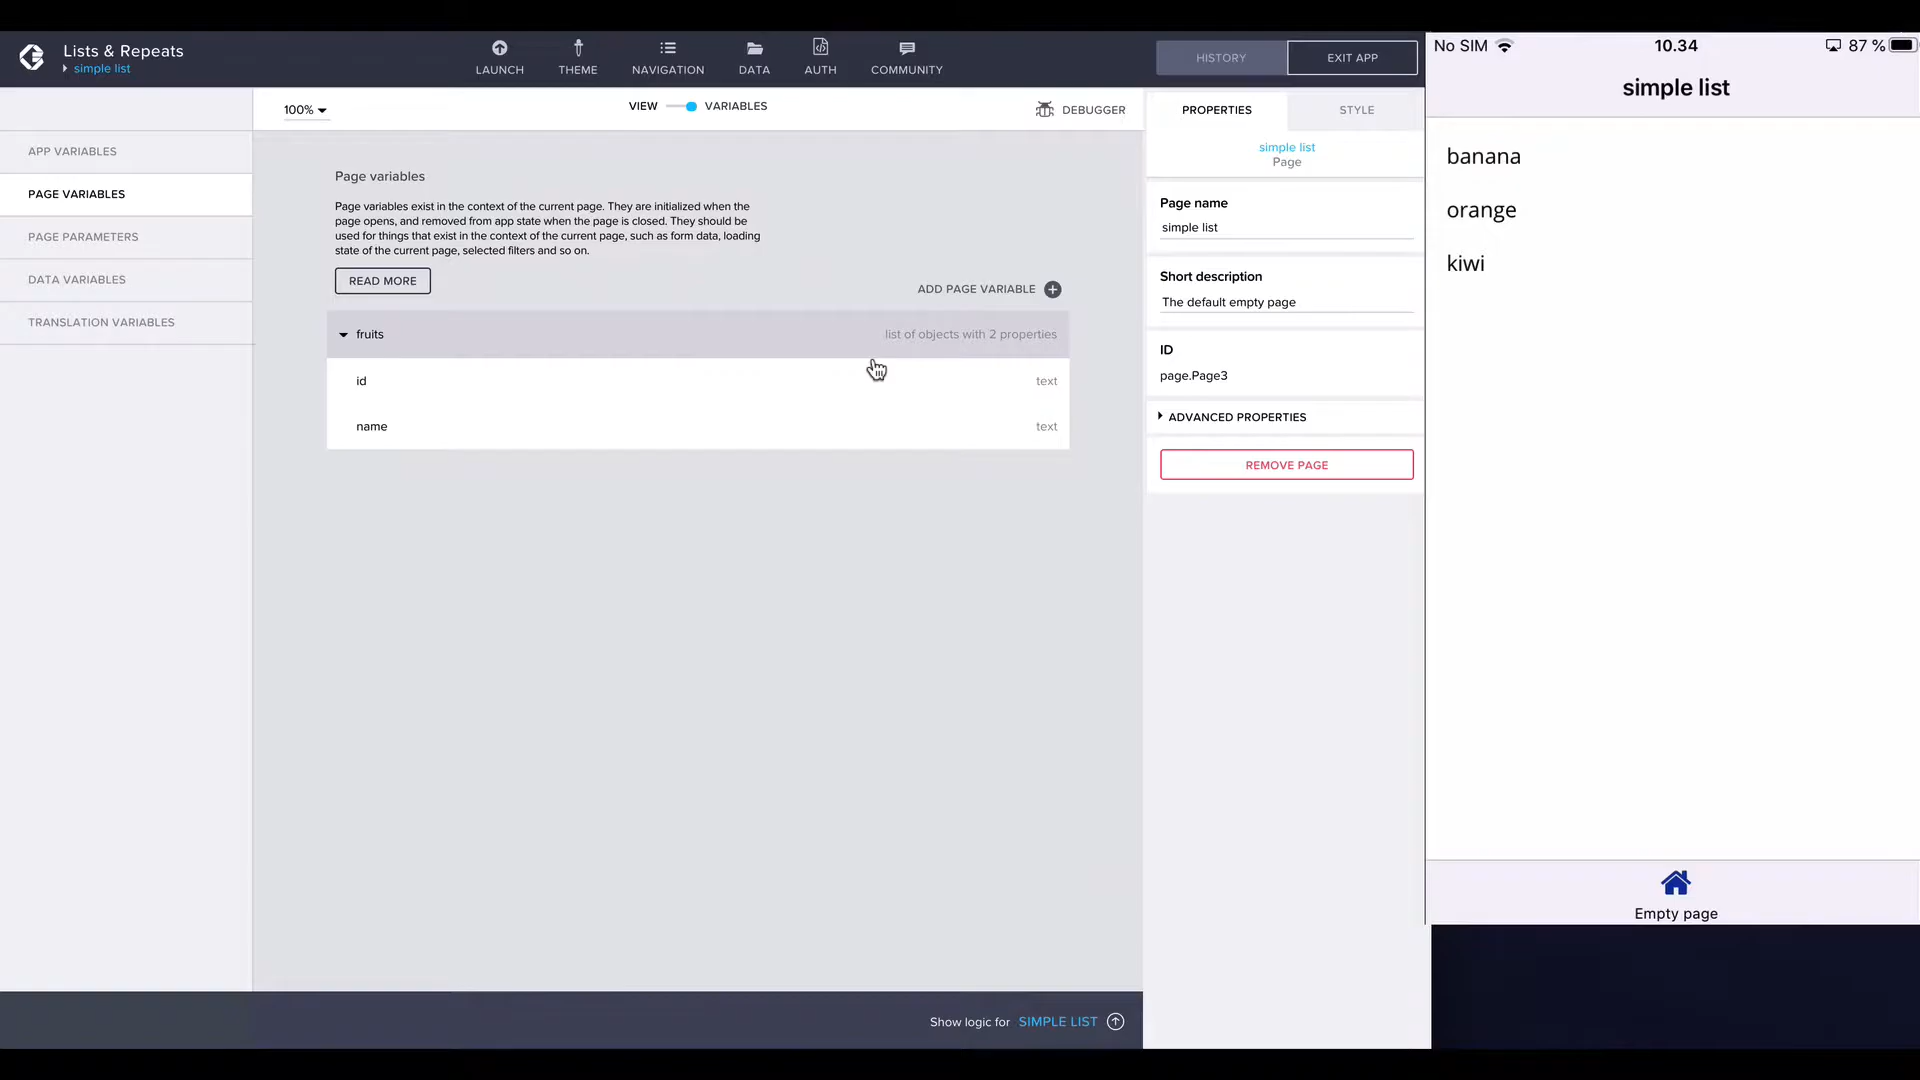 Lists & Repeats
simple list
LAUNCH
THEME
NAVIGATION
DATA
AUTH
COMMUNITY
HISTORY
EXIT APP
100%
VIEW
VARIABLES
DEBUGGER
APP VARIABLES
PAGE VARIABLES
PAGE PARAMETERS
DATA VARIABLES
TRANSLATION VARIABLES
Page variables
Page variables exist in the context of the current page. They are initialized when the
page opens, and removed from app state when the page is closed. They should be
used for things that exist in the context of the current page, such as form data, loading
state of the current page, selected filters and so on.
READ MORE
ADD PAGE VARIABLE
fruits
list of objects with 2 properties
id
text
name
text
Show logic for SIMPLE LIST
PROPERTIES
STYLE
simple list
Page
Page name
simple list
Short description
The default empty page
ID
page.Page3
ADVANCED PROPERTIES
REMOVE PAGE
No SIM
10.34
87 %
simple list
banana
orange
kiwi
Empty page